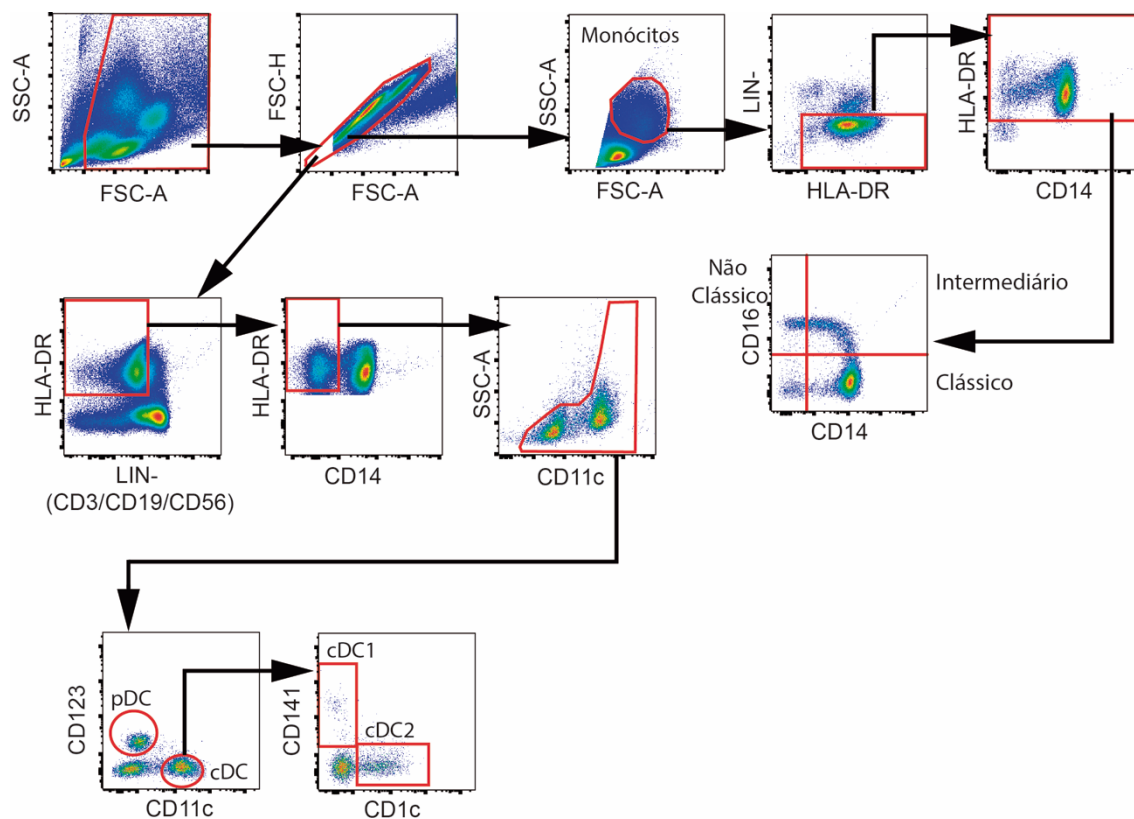 SSC-A
FSC-A
FSC-H
FSC-A
Monócitos
SSC-A
FSC-A
LIN-
HLA-DR
HLA-DR
CD14
Não
Clássico
Intermediário
CD16
Clássico
CD14
HLA-DR
LIN-
(CD3/CD19/CD56)
HLA-DR
CD14
SSC-A
CD11c
CD123
pDC
cDC
CD11c
cDC1
CD141
cDC2
CD1c